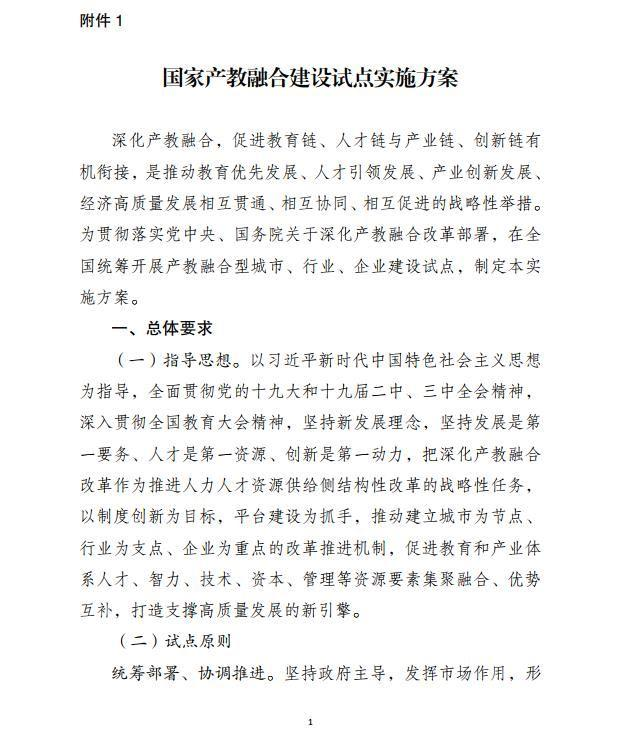 附件 1
国家产教融合建设试点实施方案
深化产教融合，促进教育链、人才链与产业链、创新链有
机衔接，是推动教育优先发展、人才引领发展、产业创新发展、
经济高质量发展相互贯通、相互协同、相互促进的战略性举措。
为贯彻落实党中央、国务院关于深化产教融合改革部署，在全
国统筹开展产教融合型城市、行业、企业建设试点，制定本实
施方案。
一、总体要求
（一）指导思想。以习近平新时代中国特色社会主义思想
为指导，全面贯彻党的十九大和十九届二中、三中全会精神，
深入贯彻全国教育大会精神，坚持新发展理念，坚持发展是第
一要务、人才是第一资源、创新是第一动力，把深化产教融合
改革作为推进人力人才资源供给侧结构性改革的战略性任务，
以制度创新为目标，平台建设为抓手，推动建立城市为节点、
行业为支点、企业为重点的改革推进机制，促进教育和产业体
系人才、智力、技术、资本、管理等资源要素集聚融合、优势
互补，打造支撑高质量发展的新引擎。
（二）试点原则
统筹部署、协调推进。坚持政府主导，发挥市场作用，形
1